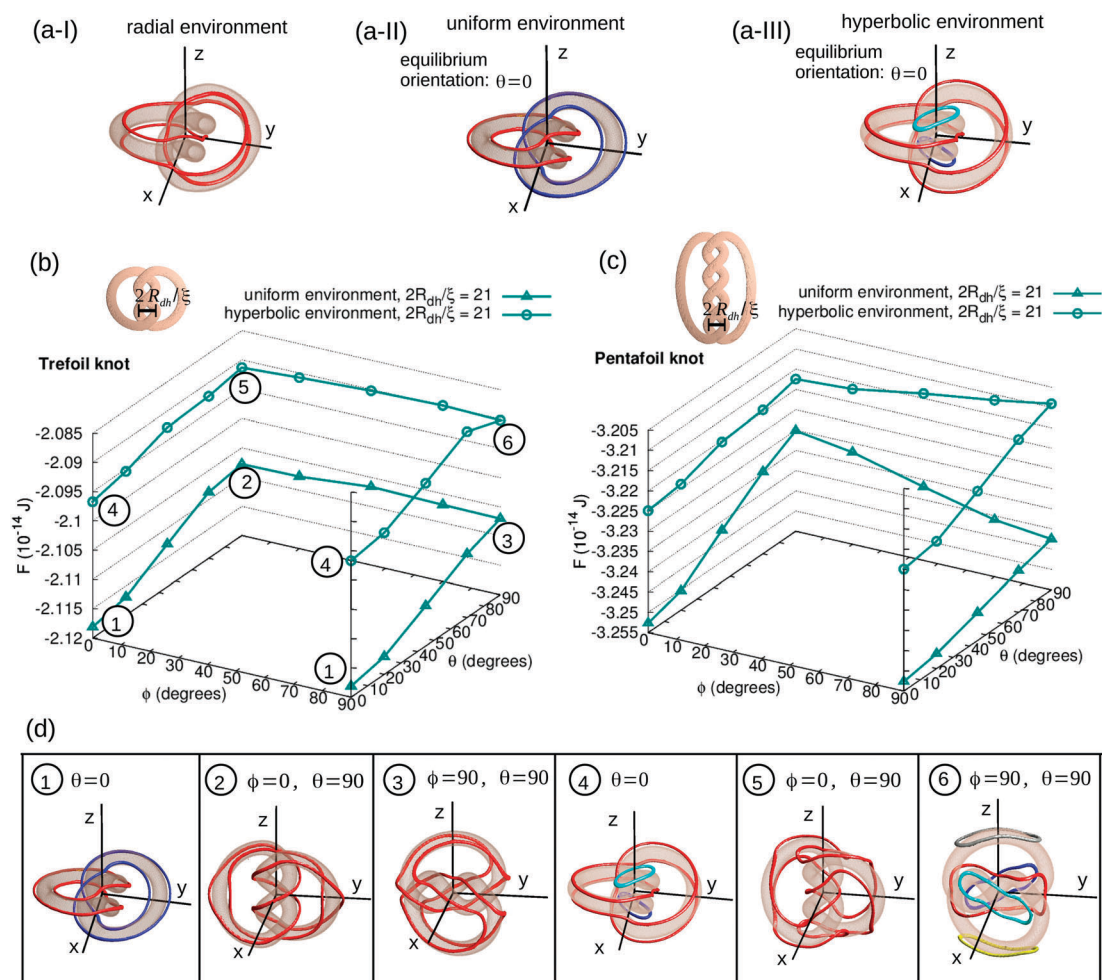 (a-I)
radial environment
z
y
x
(a-II)
uniform environment
equilibrium
orientation: θ=0
z
y
x
(a-III)
hyperbolic environment
equilibrium
orientation: θ=0
z
y
x
(b)
2 R_dh/ξ
uniform environment, 2R_dh/ξ = 21
hyperbolic environment, 2R_dh/ξ = 21
Trefoil knot
F (10^-14 J)
-2.085
-2.09
-2.095
-2.1
-2.105
-2.11
-2.115
-2.12
0 10 20 30 40 50 60 70 80 90
ϕ (degrees)
0 10 20 30 40 50 60 70 80 90
θ (degrees)
1
2
3
4
5
6
4
1
(c)
2 R_dh/ξ
uniform environment, 2R_dh/ξ = 21
hyperbolic environment, 2R_dh/ξ = 21
Pentafoil knot
F (10^-14 J)
-3.205
-3.21
-3.215
-3.22
-3.225
-3.23
-3.235
-3.24
-3.245
-3.25
-3.255
0 10 20 30 40 50 60 70 80 90
ϕ (degrees)
0 10 20 30 40 50 60 70 80 90
θ (degrees)
(d)
1 θ=0
z
y
x
2 ϕ=0, θ=90
z
y
x
3 ϕ=90, θ=90
z
y
x
4 θ=0
z
y
x
5 ϕ=0, θ=90
z
y
x
6 ϕ=90, θ=90
z
y
x